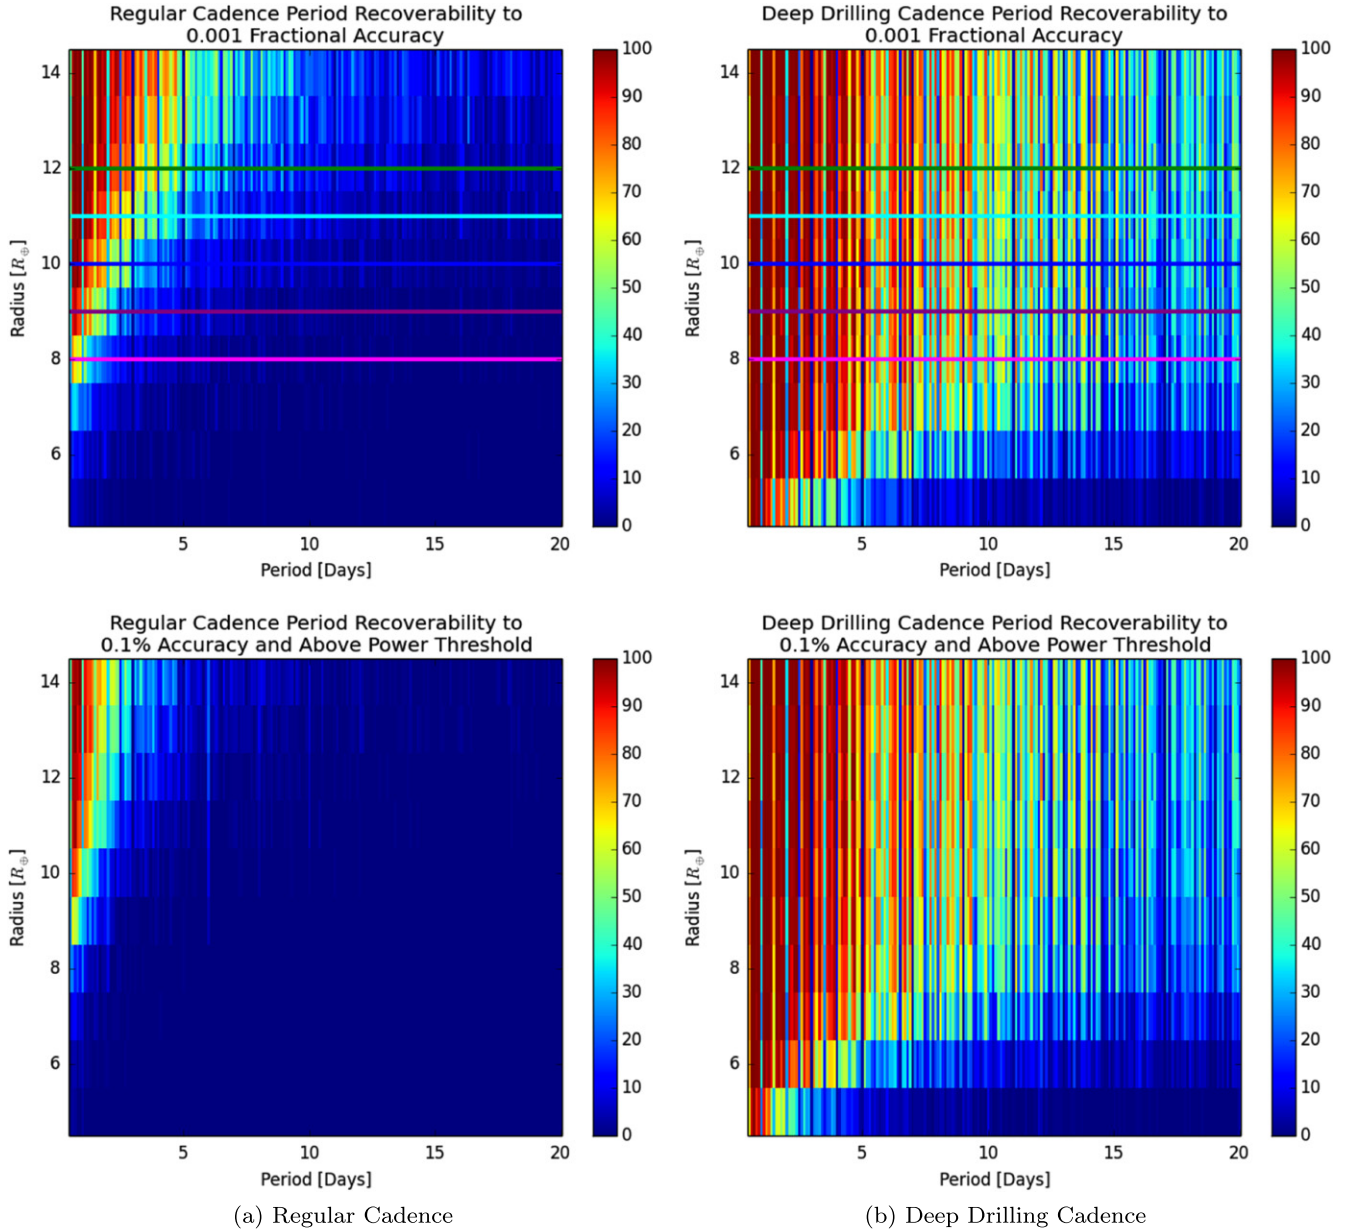 Regular Cadence Period Recoverability to
0.001 Fractional Accuracy
14
12
10
8
6
Radius [R⊕]
5 10 15 20
Period [Days]
100
90
80
70
60
50
40
30
20
10
0
Deep Drilling Cadence Period Recoverability to
0.001 Fractional Accuracy
14
12
10
8
6
Radius [R⊕]
5 10 15 20
Period [Days]
100
90
80
70
60
50
40
30
20
10
0
Regular Cadence Period Recoverability to
0.1% Accuracy and Above Power Threshold
14
12
10
8
6
Radius [R⊕]
5 10 15 20
Period [Days]
100
90
80
70
60
50
40
30
20
10
0
Deep Drilling Cadence Period Recoverability to
0.1% Accuracy and Above Power Threshold
14
12
10
8
6
Radius [R⊕]
5 10 15 20
Period [Days]
100
90
80
70
60
50
40
30
20
10
0
(a) Regular Cadence
(b) Deep Drilling Cadence